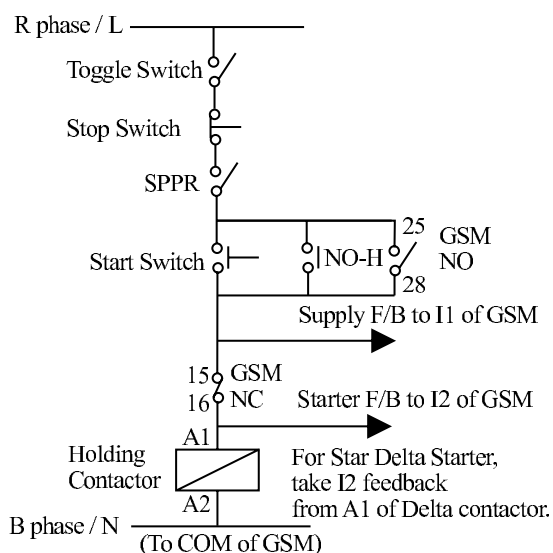 R phase / L
Toggle Switch
Stop Switch
SPPR
25
GSM
NO
Start Switch
NO-H
28
Supply F/B to I1 of GSM
15
GSM
16
NC
Starter F/B to I2 of GSM
A1
Holding
Contactor
For Star Delta Starter,
take I2 feedback
from A1 of Delta contactor.
A2
B phase / N
(To COM of GSM)